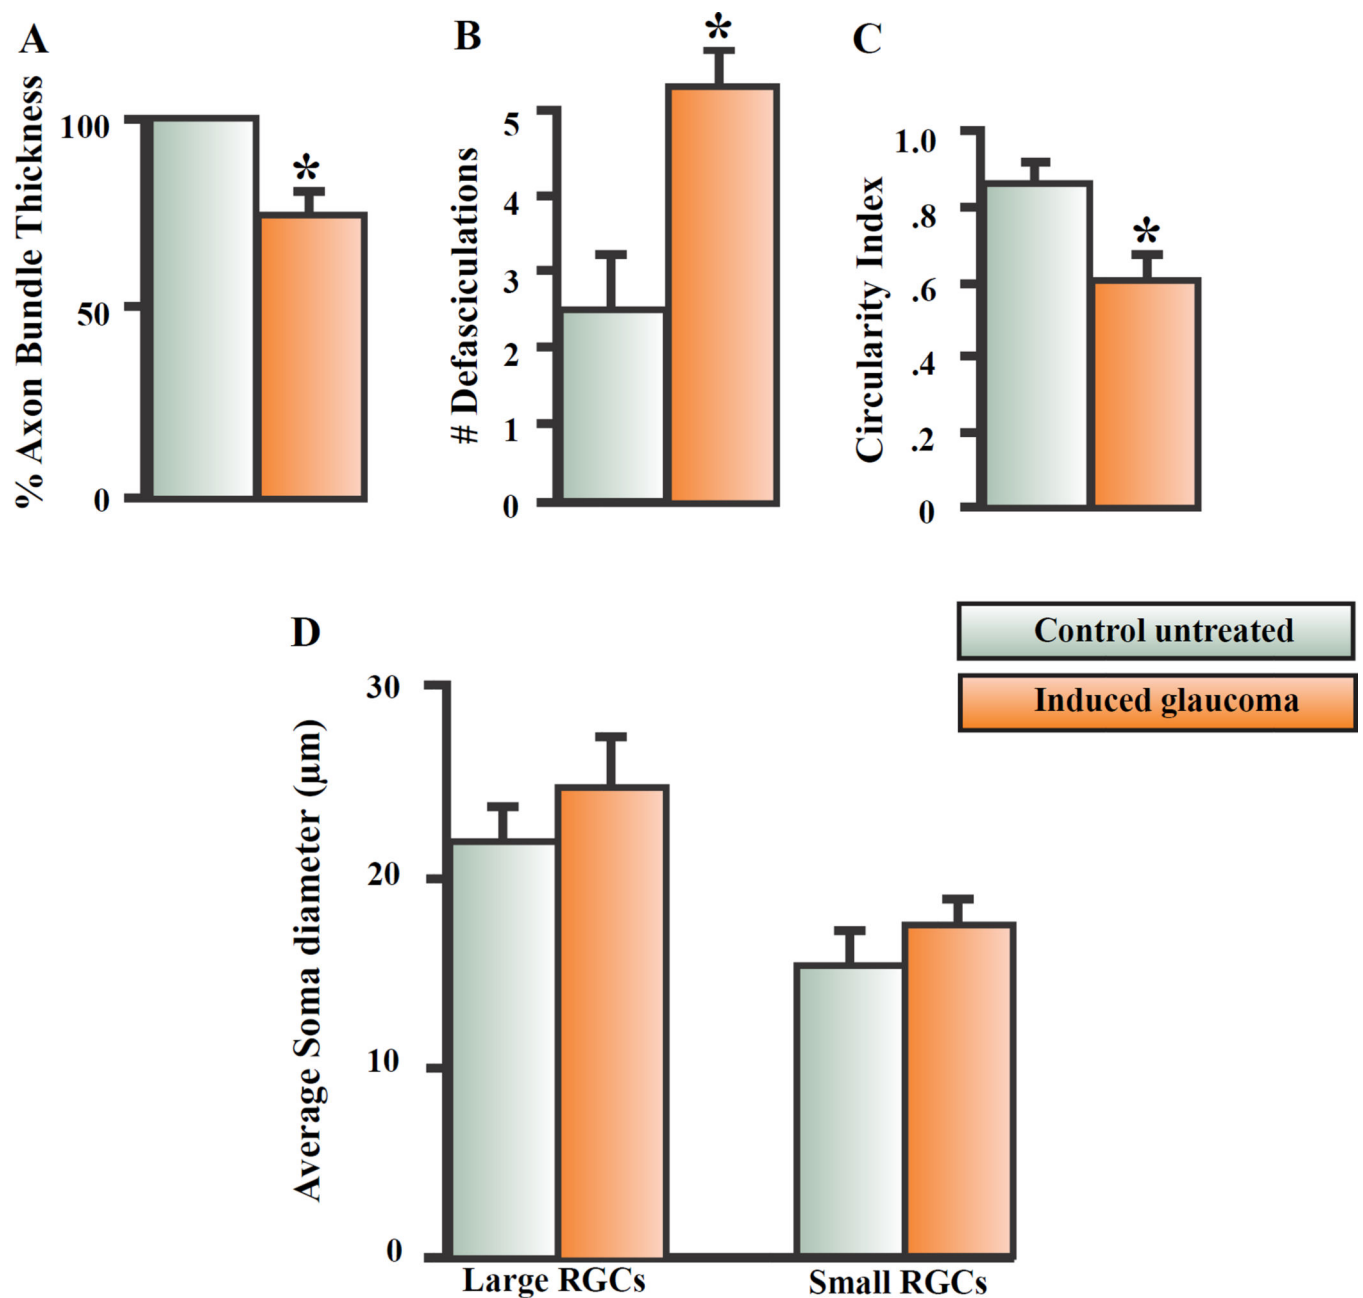 A
% Axon Bundle Thickness
100
*
50
0
B
# Defasciculations
*
5
4
3
2
1
0
C
Circularity Index
1.0
.8
*
.6
.4
.2
0
Control untreated
Induced glaucoma
D
Average Soma diameter (µm)
30
20
10
0
Large RGCs
Small RGCs